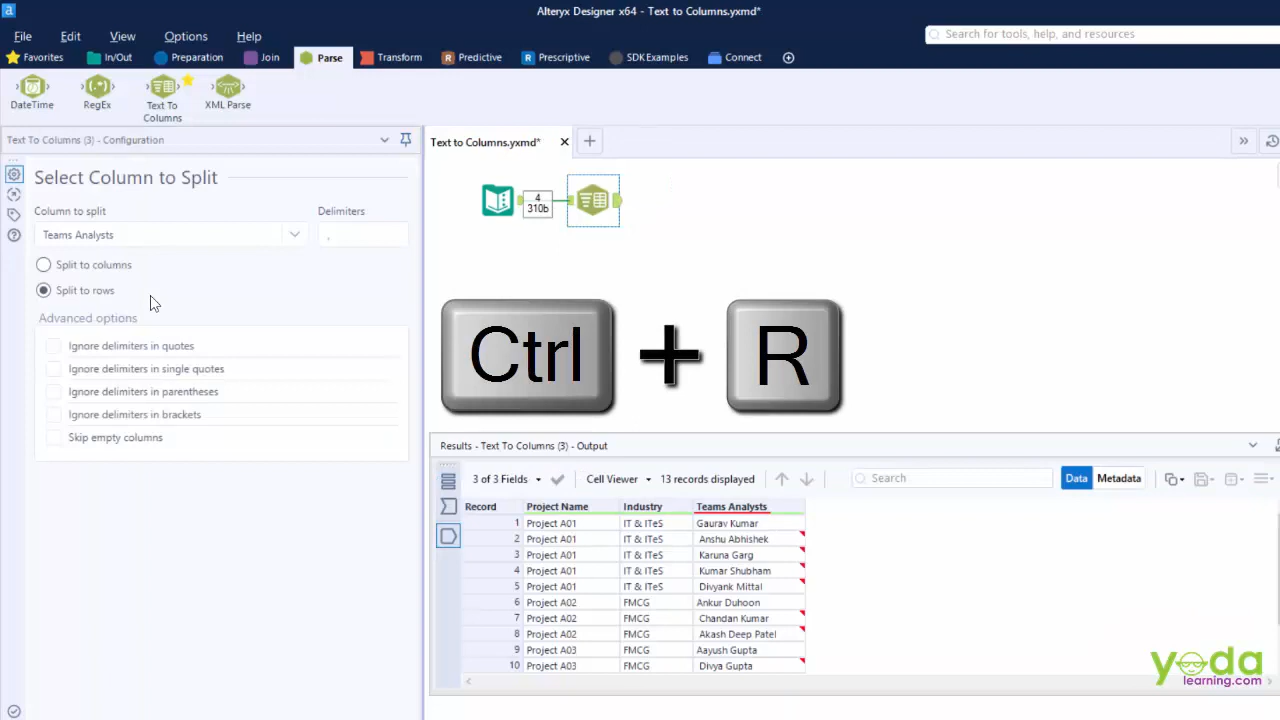 Alteryx Designer x64 - Text to Columns.yxmd*
File Edit View Options Help
Search for tools, help, and resources
Favorites In/Out Preparation Join Parse Transform Predictive Prescriptive SDK Examples Connect
DateTime RegEx Text To Columns XML Parse
Text To Columns (3) - Configuration
Text to Columns.yxmd*
Select Column to Split
Column to split Delimiters
Teams Analysts ,
Split to columns
Split to rows
Advanced options
Ignore delimiters in quotes
Ignore delimiters in single quotes
Ignore delimiters in parentheses
Ignore delimiters in brackets
Skip empty columns
4
310b
Ctrl + R
Results - Text To Columns (3) - Output
3 of 3 Fields Cell Viewer 13 records displayed Search Data Metadata
Record Project Name Industry Teams Analysts
1 Project A01 IT & ITeS Gaurav Kumar
2 Project A01 IT & ITeS Anshu Abhishek
3 Project A01 IT & ITeS Karuna Garg
4 Project A01 IT & ITeS Kumar Shubham
5 Project A01 IT & ITeS Divyank Mittal
6 Project A02 FMCG Ankur Duhoon
7 Project A02 FMCG Chandan Kumar
8 Project A02 FMCG Akash Deep Patel
9 Project A03 FMCG Aayush Gupta
10 Project A03 FMCG Divya Gupta
yoda
learning.com